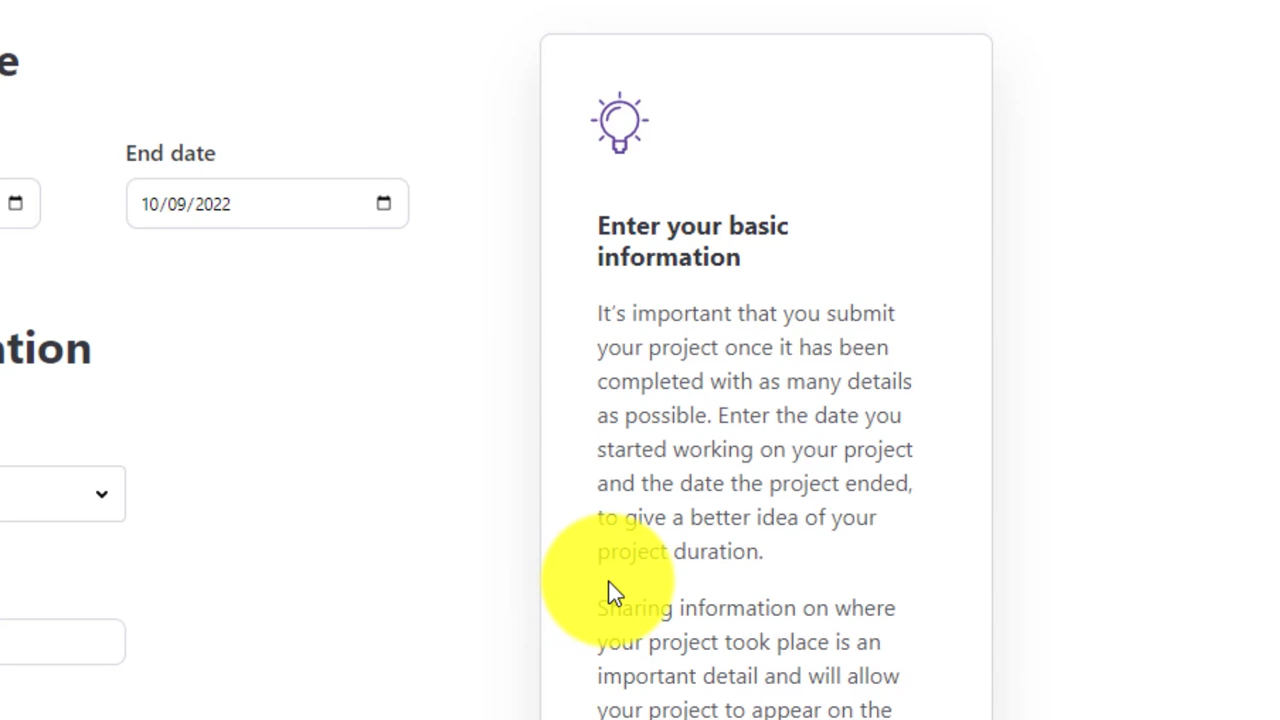 e
End date
10/09/2022
ation
Enter your basic
information
It’s important that you submit
your project once it has been
completed with as many details
as possible. Enter the date you
started working on your project
and the date the project ended,
to give a better idea of your
project duration.
Sharing information on where
your project took place is an
important detail and will allow
your project to appear on the